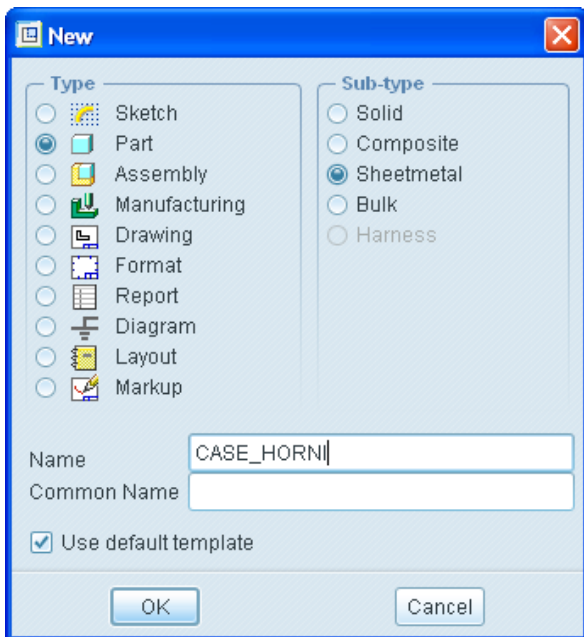 New
Type
Sketch
Part
Assembly
Manufacturing
Drawing
Format
Report
Diagram
Layout
Markup
Sub-type
Solid
Composite
Sheetmetal
Bulk
Harness
Name CASE_HORNI
Common Name
Use default template
OK Cancel